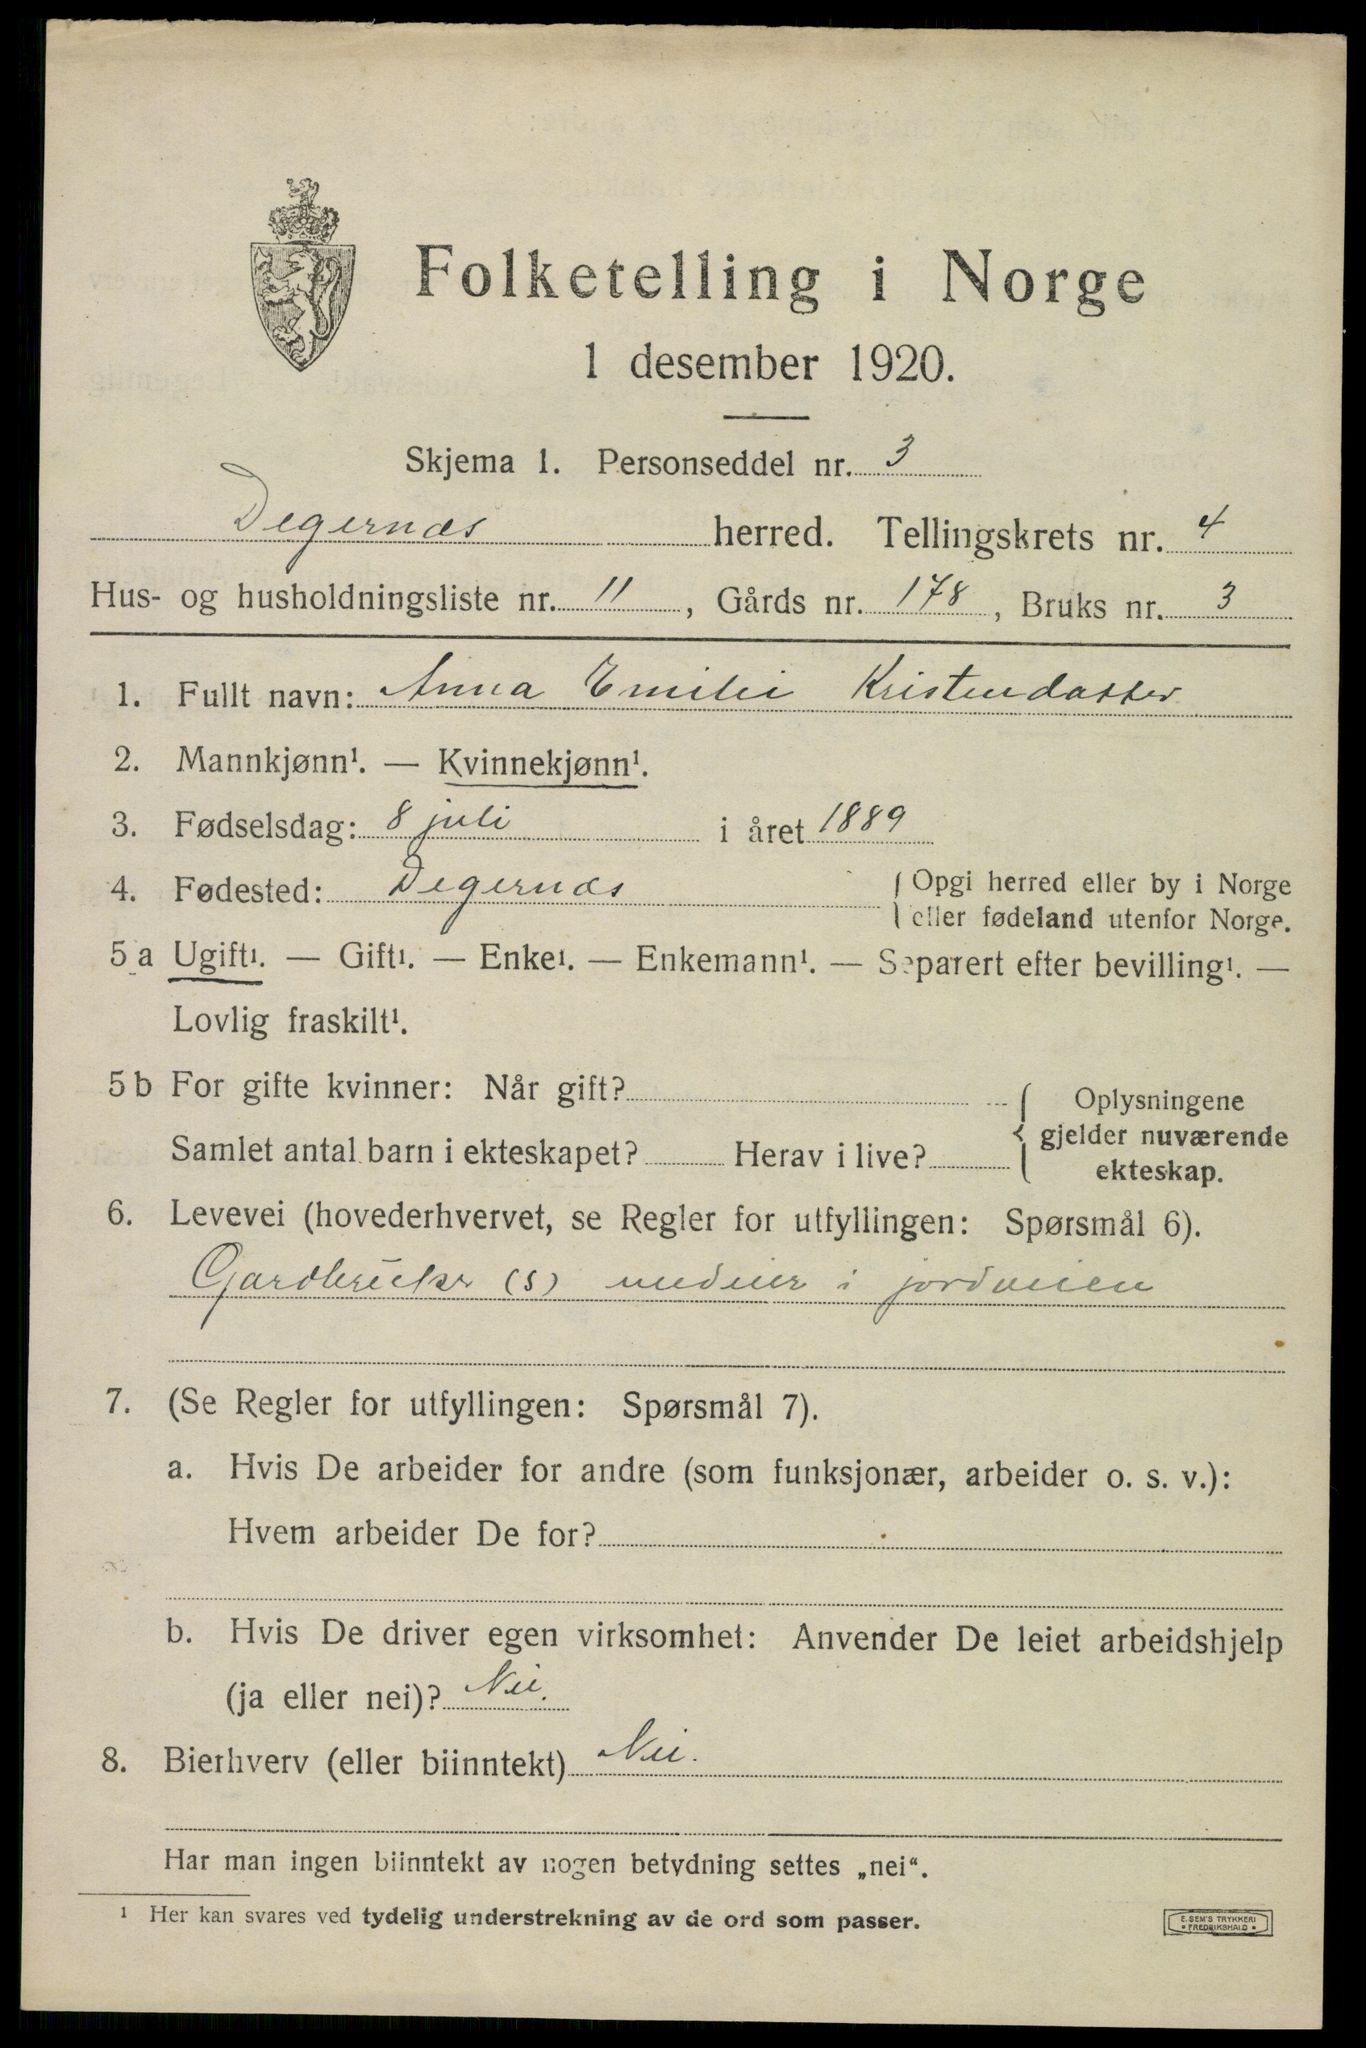 Folketelling i Norge
1 desember 1920.
Skjema 1. Personseddel nr. 3
Degernæs herred. Tellingskrets nr. 4
Hus- og husholdningsliste nr. 11, Gårds nr. 178, Bruks nr. 3
1. Fullt navn: Anna Emilie Kristendatter
2. Mannkjønn¹. — Kvinnekjønn¹.
3. Fødselsdag: 8 juli i året 1889
4. Fødested: Degernæs { Opgi herred eller by i Norge
eller fødeland utenfor Norge.
5 a Ugift¹. — Gift¹. — Enke¹. — Enkemann¹. — Separert efter bevilling¹. —
Lovlig fraskilt¹.
5 b For gifte kvinner: Når gift? { Oplysningene
gjelder nuværende
Samlet antal barn i ekteskapet? Herav i live?
ekteskap.
6. Levevei (hovederhvervet, se Regler for utfyllingen: Spørsmål 6).
Gardbruker (s) medeier i jordveien
7. (Se Regler for utfyllingen: Spørsmål 7).
a. Hvis De arbeider for andre (som funksjonær, arbeider o. s. v.):
Hvem arbeider De for?
b. Hvis De driver egen virksomhet: Anvender De leiet arbeidshjelp
(ja eller nei)? Nei.
8. Bierhverv (eller biinntekt) Nei.
Har man ingen biinntekt av nogen betydning settes „nei“.
¹ Her kan svares ved tydelig understrekning av de ord som passer.
E. SEM'S TRYKKERI
• FREDRIKSHALD •